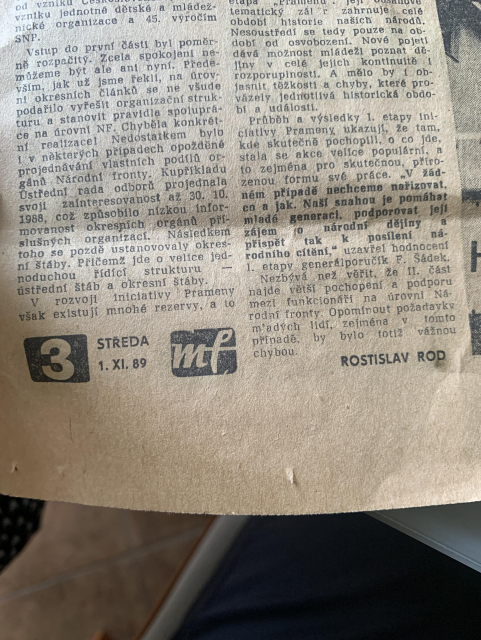 od vzniku
vzniku jednotné dětské a mládež-
nické organizace a 45. výročím
SNP.
Vstup do první části byl poměr-
ně rozpačitý. Zcela spokojení ne-
můžeme být ale ani nyní. Přede-
vším, jak už jsme řekli, na úrov-
ni okresních článků se ne všude
podařilo vyřešit organizační struk-
turu a stanovit pravidla spoluprá-
ce na úrovni NF. Chyběla konkrét-
ní realizace! Nedostatkem bylo
i v některých případech opožděné
projednávání vlastních podílů or-
gánů Národní fronty. Kupříkladu
Ústřední rada odborů projednala
svoji zainteresovanost až 30. 10.
1988, což způsobilo nízkou infor-
movanost okresních orgánů pří-
slušných organizací. Následkem
toho se pozdě ustanovovaly okres-
ní štáby. Přičemž jde o velice jed-
noduchou řídící strukturu —
ústřední štáb a okresní štáby.
V rozvoji iniciativy Prameny
však existují mnohé rezervy, a to
etapa „Pramenů". Její obsahově
tematický zahrnuje celé
období historie našich národů.
Nesoustředí se tedy pouze na ob-
dobí od osvobození. Nové pojetí
dává možnost mládeži poznat dě-
jiny v celé jejich kontinuitě i
rozporuplnosti. A mělo by i ob-
jasnit těžkosti a chyby, které pro-
vázely jednotlivá historická obdo-
bí a události.
Průběh a výsledky 1. etapy ini-
ciativy Prameny ukazují, že tam,
kde skutečně pochopili, o co jde,
stala se akce velice populární, a
to zejména pro skutečnou, přiro-
zenou formu své práce. „V žád-
ném případě nechceme nařizovat,
co a jak. Naší snahou je pomáhat
mladé generaci, podporovat její
zájem o národní dějiny a
přispět tak k posílení ná-
rodního cítění," uzavřel hodnocení
1. etapy generálporučík F. Šádek.
Nezbývá než věřit, že II. část
najde větší pochopení a podporu
mezi funkcionáři na úrovni Ná-
rodní fronty. Opominout požadavky
m'adých lidí, zejména v tomto
případě, by bylo totiž vážnou
chybou.
ROSTISLAV ROD
3 STŘEDA
1. XI. 89
mf